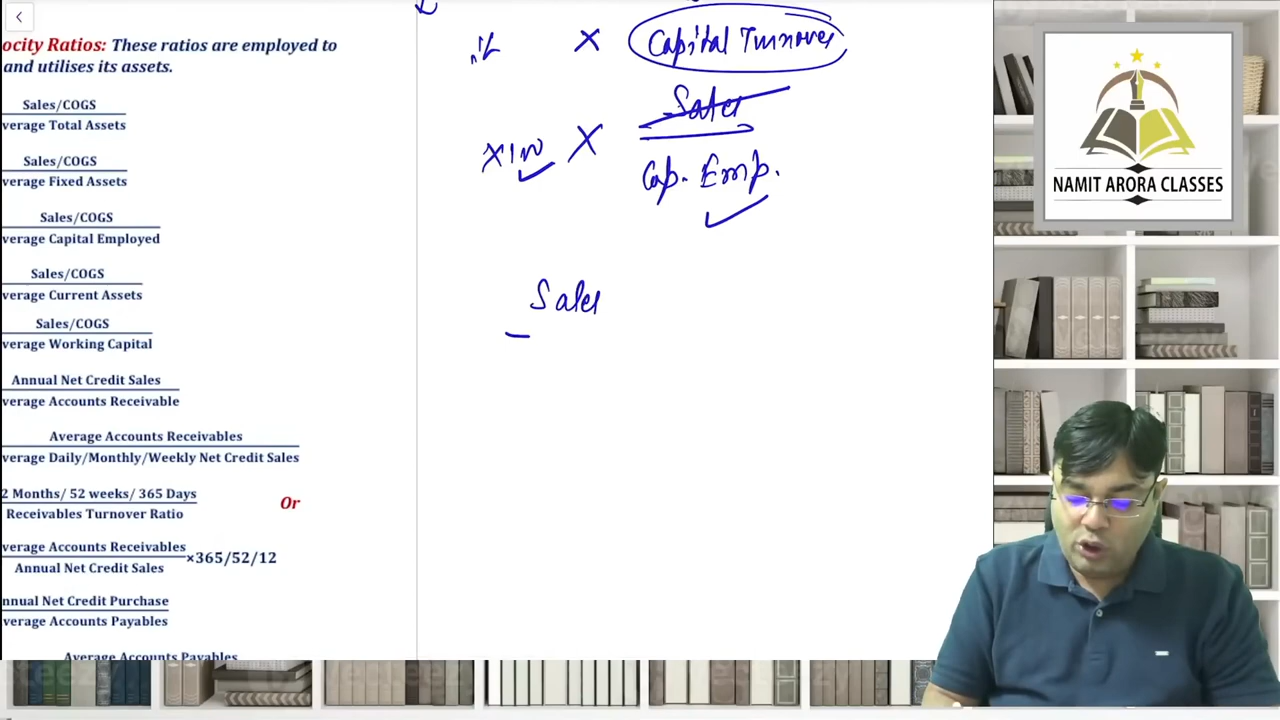 ocity Ratios: These ratios are employed to
and utilises its assets.
Sales/COGS
verage Total Assets
Sales/COGS
verage Fixed Assets
Sales/COGS
verage Capital Employed
Sales/COGS
verage Current Assets
Sales/COGS
verage Working Capital
Annual Net Credit Sales
verage Accounts Receivable
Average Accounts Receivables
verage Daily/Monthly/Weekly Net Credit Sales
2 Months/ 52 weeks/ 365 Days
Receivables Turnover Ratio
Or
verage Accounts Receivables
Annual Net Credit Sales
×365/52/12
nnual Net Credit Purchase
verage Accounts Payables
Average Accounts Payables
× Capital Turnover
×100 × Sales
Cap. Emp.
Sales
NAMIT ARORA CLASSES